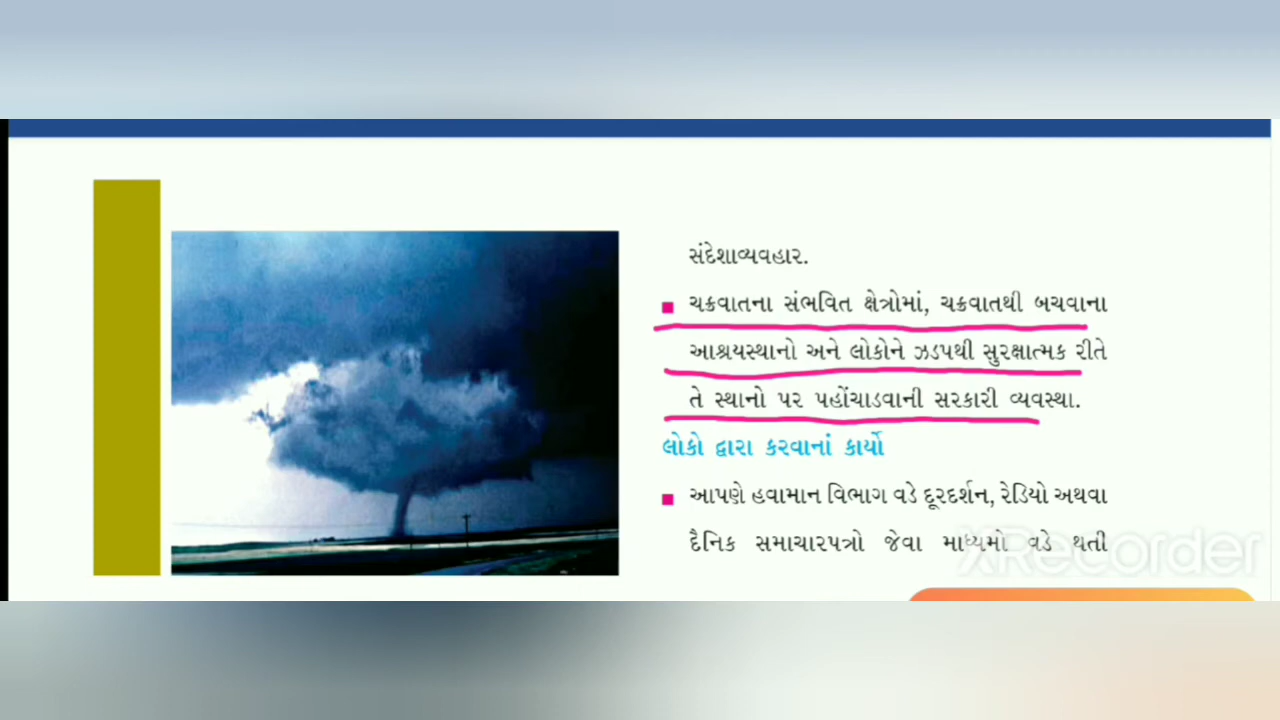 સંદેશાવ્યવહાર.
■ ચક્રવાતના સંભવિત ક્ષેત્રોમાં, ચક્રવાતથી બચવાના
આશ્રયસ્થાનો અને લોકોને ઝડપથી સુરક્ષાત્મક રીતે
તે સ્થાનો પર પહોંચાડવાની સરકારી વ્યવસ્થા.
લોકો દ્વારા કરવાનાં કાર્યો
■ આપણે હવામાન વિભાગ વડે દૂરદર્શન, રેડિયો અથવા
દૈનિક સમાચારપત્રો જેવા માધ્યમો વડે થતી
XRecorder